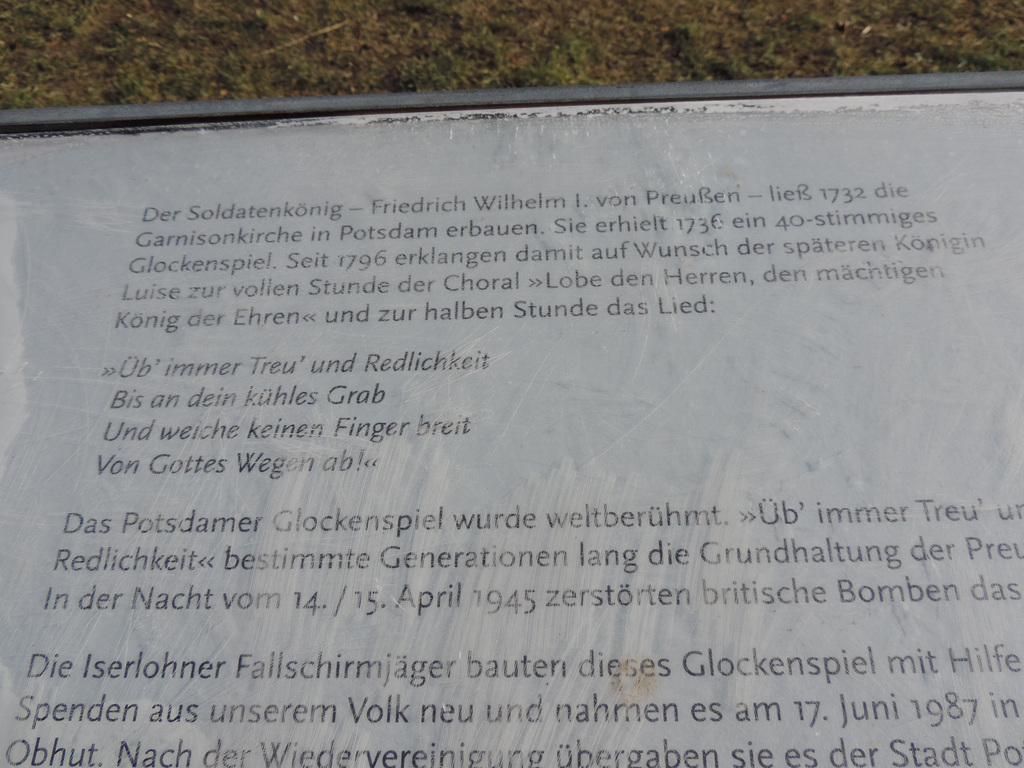 Der Soldatenkönig – Friedrich Wilhelm I. von Preußen – ließ 1732 die
Garnisonkirche in Potsdam erbauen. Sie erhielt 1736 ein 40-stimmiges
Glockenspiel. Seit 1796 erklangen damit auf Wunsch der späteren Königin
Luise zur vollen Stunde der Choral »Lobe den Herren, den mächtigen
König der Ehren« und zur halben Stunde das Lied:
»Üb’ immer Treu’ und Redlichkeit
Bis an dein kühles Grab
Und weiche keinen Finger breit
Von Gottes Wegen ab!«
Das Potsdamer Glockenspiel wurde weltberühmt. »Üb’ immer Treu’ un
Redlichkeit« bestimmte Generationen lang die Grundhaltung der Preu
In der Nacht vom 14. / 15. April 1945 zerstörten britische Bomben das
Die Iserlohner Fallschirmjäger bauten dieses Glockenspiel mit Hilfe
Spenden aus unserem Volk neu und nahmen es am 17. Juni 1987 in
Obhut. Nach der Wiedervereinigung übergaben sie es der Stadt Po